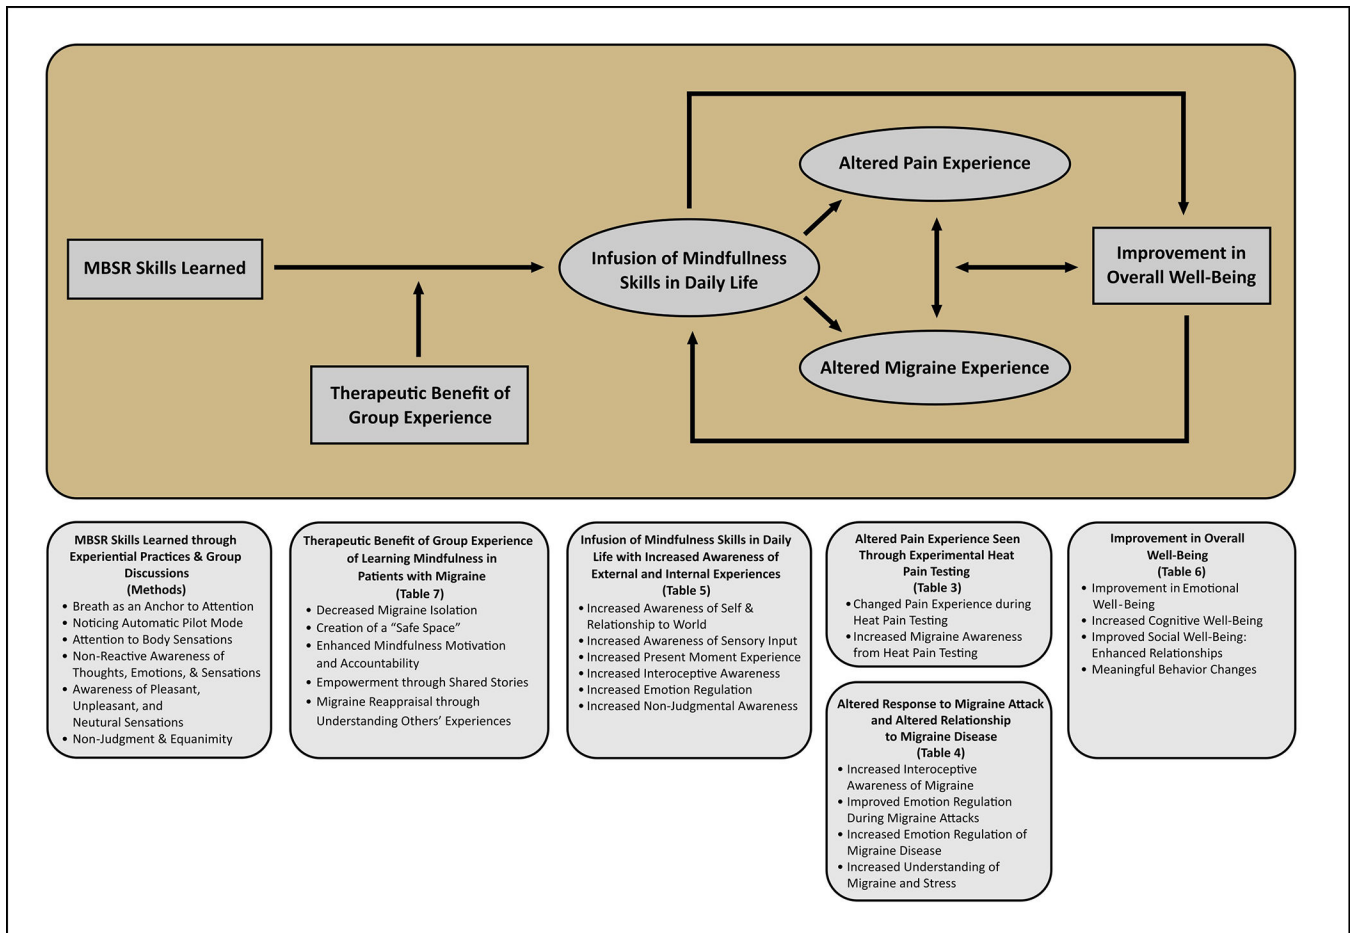 Altered Pain Experience
MBSR Skills Learned
Infusion of Mindfullness
Skills in Daily Life
Improvement in
Overall Well-Being
Therapeutic Benefit of
Group Experience
Altered Migraine Experience
MBSR Skills Learned through
Experiential Practices & Group
Discussions
(Methods)
• Breath as an Anchor to Attention
• Noticing Automatic Pilot Mode
• Attention to Body Sensations
• Non-Reactive Awareness of
Thoughts, Emotions, & Sensations
• Awareness of Pleasant,
Unpleasant, and
Neutural Sensations
• Non-Judgment & Equanimity
Therapeutic Benefit of Group Experience
of Learning Mindfulness in
Patients with Migraine
(Table 7)
• Decreased Migraine Isolation
• Creation of a “Safe Space”
• Enhanced Mindfulness Motivation
and Accountability
• Empowerment through Shared Stories
• Migraine Reappraisal through
Understanding Others’ Experiences
Infusion of Mindfulness Skills in Daily
Life with Increased Awareness of
External and Internal Experiences
(Table 5)
• Increased Awareness of Self &
Relationship to World
• Increased Awareness of Sensory Input
• Increased Present Moment Experience
• Increased Interoceptive Awareness
• Increased Emotion Regulation
• Increased Non-Judgmental Awareness
Altered Pain Experience Seen
Through Experimental Heat
Pain Testing
(Table 3)
• Changed Pain Experience during
Heat Pain Testing
• Increased Migraine Awareness
from Heat Pain Testing
Altered Response to Migraine Attack
and Altered Relationship
to Migraine Disease
(Table 4)
• Increased Interoceptive
Awareness of Migraine
• Improved Emotion Regulation
During Migraine Attacks
• Increased Emotion Regulation of
Migraine Disease
• Increased Understanding of
Migraine and Stress
Improvement in Overall
Well-Being
(Table 6)
• Improvement in Emotional
Well-Being
• Increased Cognitive Well-Being
• Improved Social Well-Being:
Enhanced Relationships
• Meaningful Behavior Changes